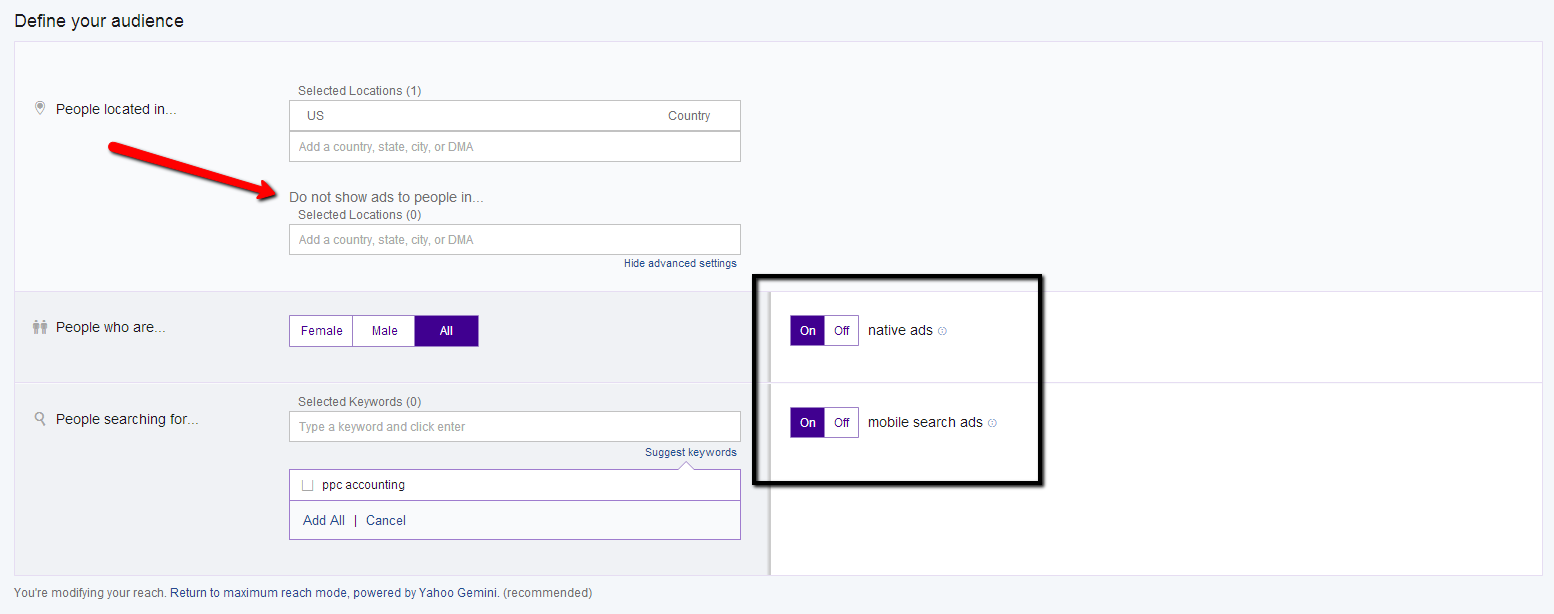 Define your audience
People located in...
Selected Locations (1)
US Country
Add a country, state, city, or DMA
Do not show ads to people in...
Selected Locations (0)
Add a country, state, city, or DMA
Hide advanced settings
People who are...
Female Male All
On Off native ads
People searching for...
Selected Keywords (0)
Type a keyword and click enter
Suggest keywords
On Off mobile search ads
ppc accounting
Add All | Cancel
You're modifying your reach. Return to maximum reach mode, powered by Yahoo Gemini. (recommended)